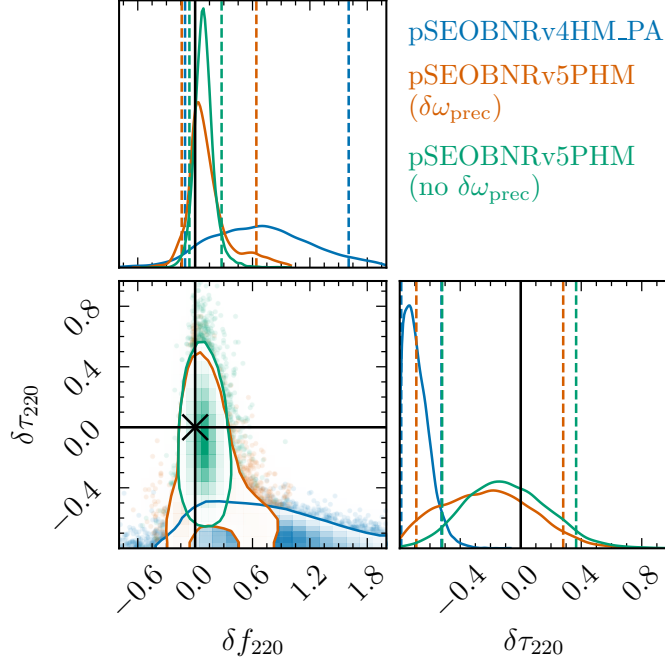 pSEOBNRv4HM_PA
pSEOBNRv5PHM
(δω_prec)
pSEOBNRv5PHM
(no δω_prec)
0.8
0.4
0.0
−0.4
δτ_220
−0.6 0.0 0.6 1.2 1.8
δf_220
−0.4 0.0 0.4 0.8
δτ_220